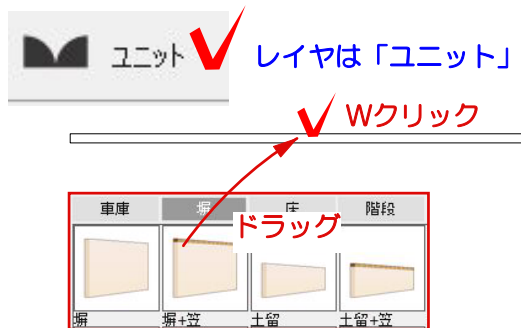 ユニット
レイヤは「ユニット」
Wクリック
車庫 塀 床 階段
ドラッグ
塀 塀+笠 土留 土留+笠